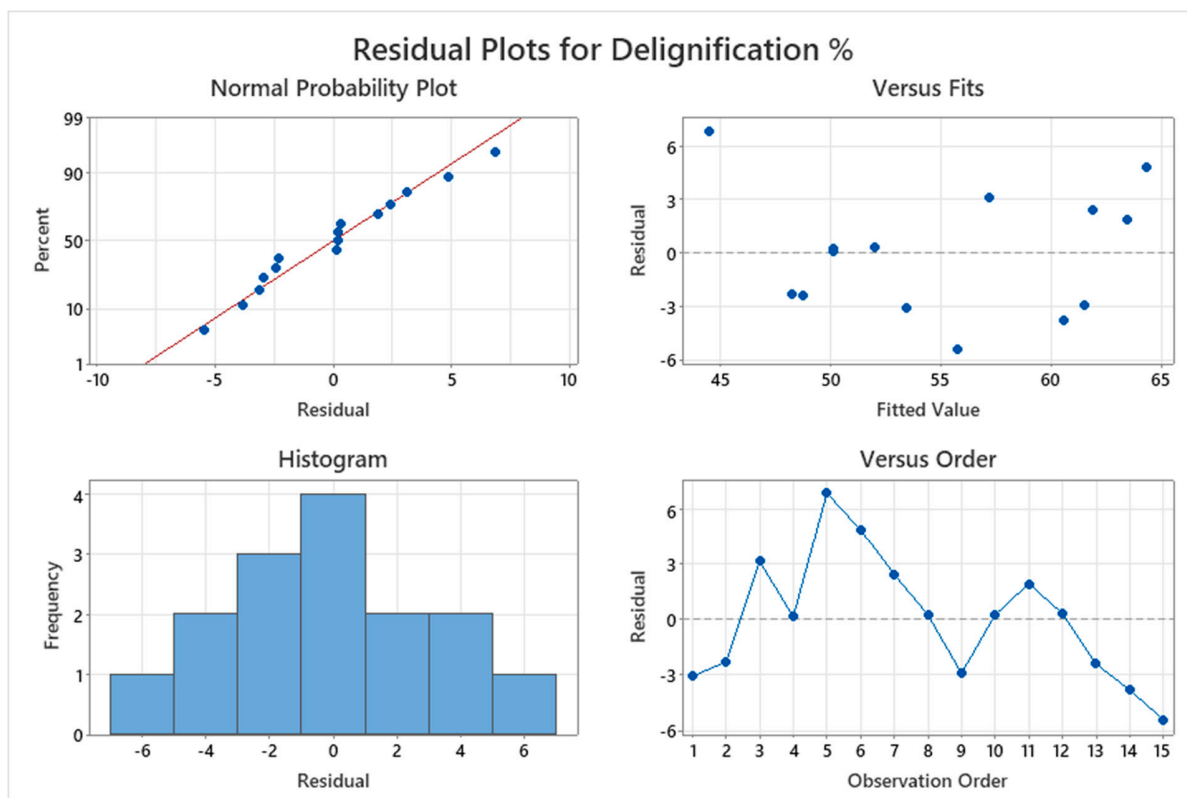 Residual Plots for Delignification %
Normal Probability Plot
99
90
50
10
1
Percent
-10 -5 0 5 10
Residual
Versus Fits
6
3
0
-3
-6
Residual
45 50 55 60 65
Fitted Value
Histogram
4
3
2
1
0
Frequency
-6 -4 -2 0 2 4 6
Residual
Versus Order
6
3
0
-3
-6
Residual
1 2 3 4 5 6 7 8 9 10 11 12 13 14 15
Observation Order